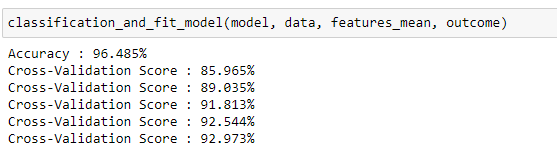 classification_and_fit_model(model, data, features_mean, outcome)
Accuracy : 96.485%
Cross-Validation Score : 85.965%
Cross-Validation Score : 89.035%
Cross-Validation Score : 91.813%
Cross-Validation Score : 92.544%
Cross-Validation Score : 92.973%